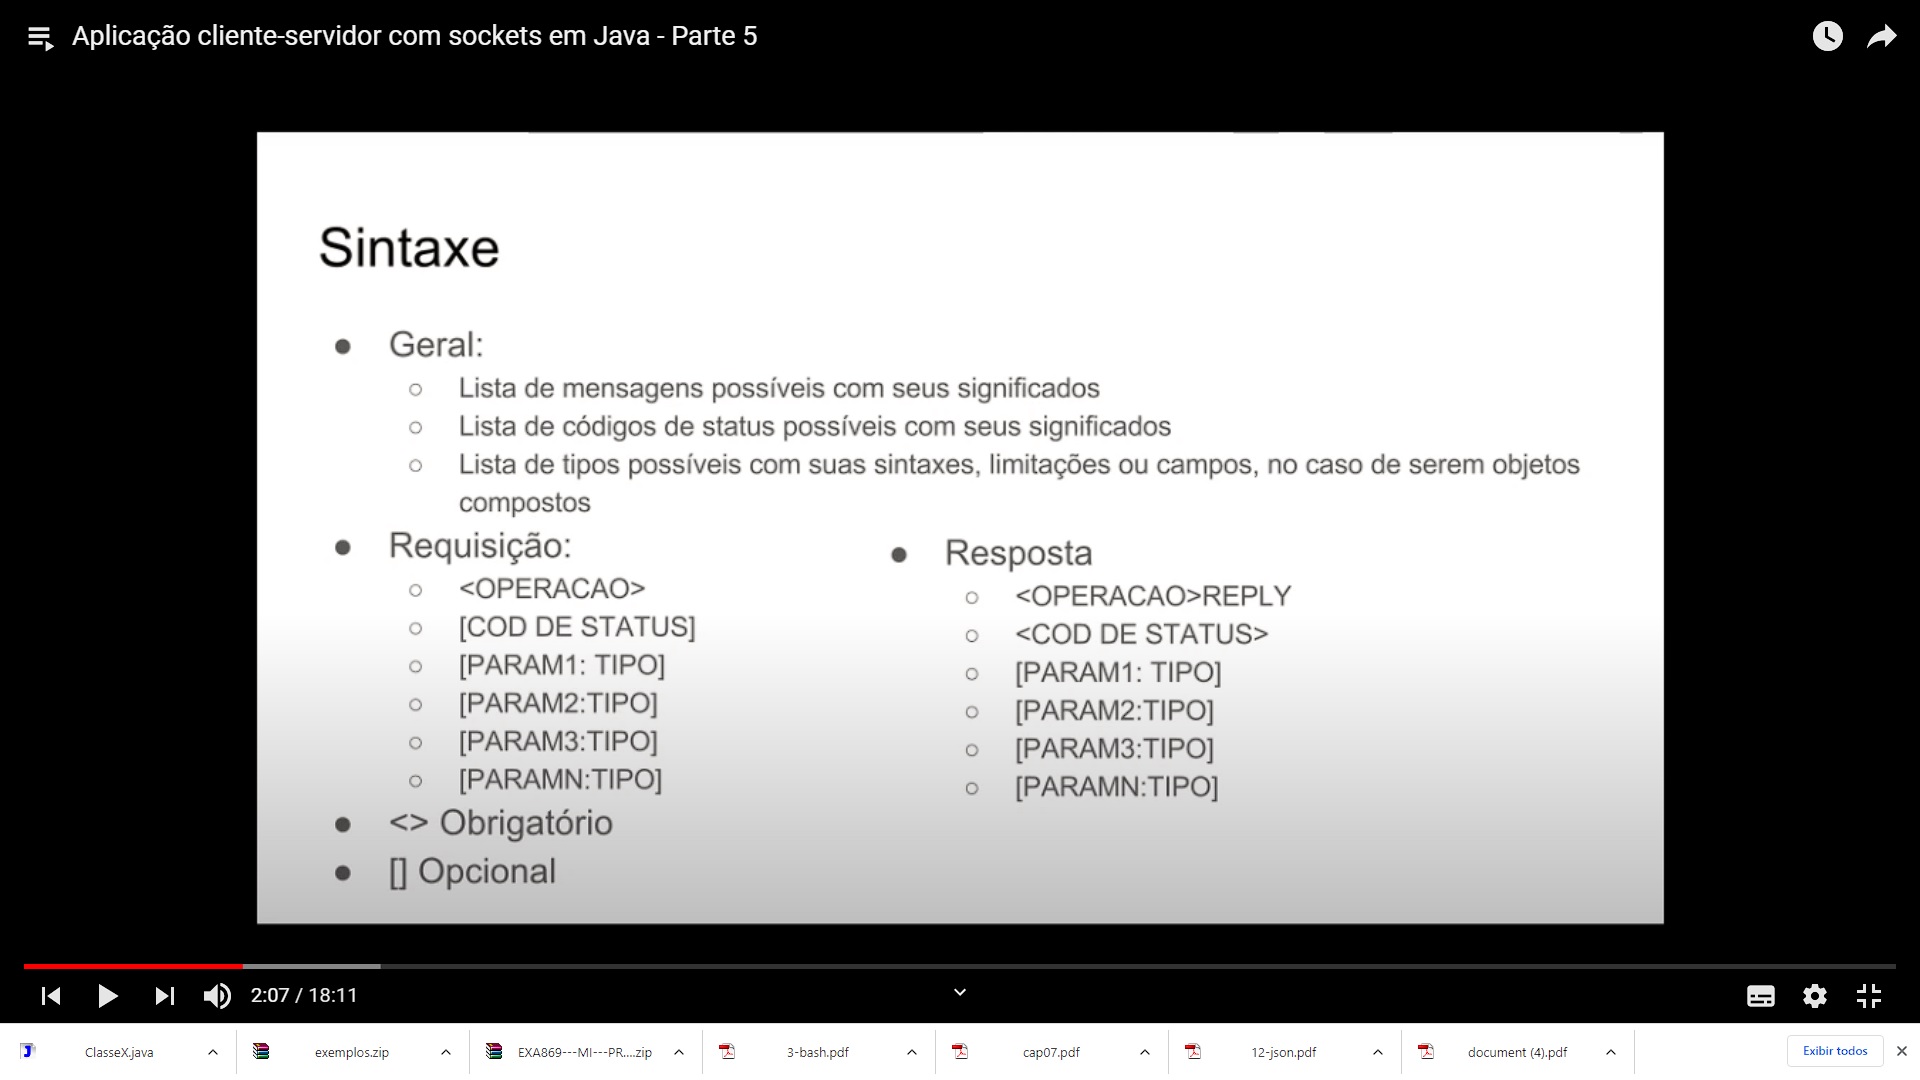 Aplicação cliente-servidor com sockets em Java - Parte 5
Sintaxe
● Geral:
○ Lista de mensagens possíveis com seus significados
○ Lista de códigos de status possíveis com seus significados
○ Lista de tipos possíveis com suas sintaxes, limitações ou campos, no caso de serem objetos
compostos
● Requisição:
○ <OPERACAO>
○ [COD DE STATUS]
○ [PARAM1: TIPO]
○ [PARAM2:TIPO]
○ [PARAM3:TIPO]
○ [PARAMN:TIPO]
● <> Obrigatório
● [] Opcional
● Resposta
○ <OPERACAO>REPLY
○ <COD DE STATUS>
○ [PARAM1: TIPO]
○ [PARAM2:TIPO]
○ [PARAM3:TIPO]
○ [PARAMN:TIPO]
2:07 / 18:11
ClasseX.java
exemplos.zip
EXA869---MI---PR....zip
3-bash.pdf
cap07.pdf
12-json.pdf
document (4).pdf
Exibir todos